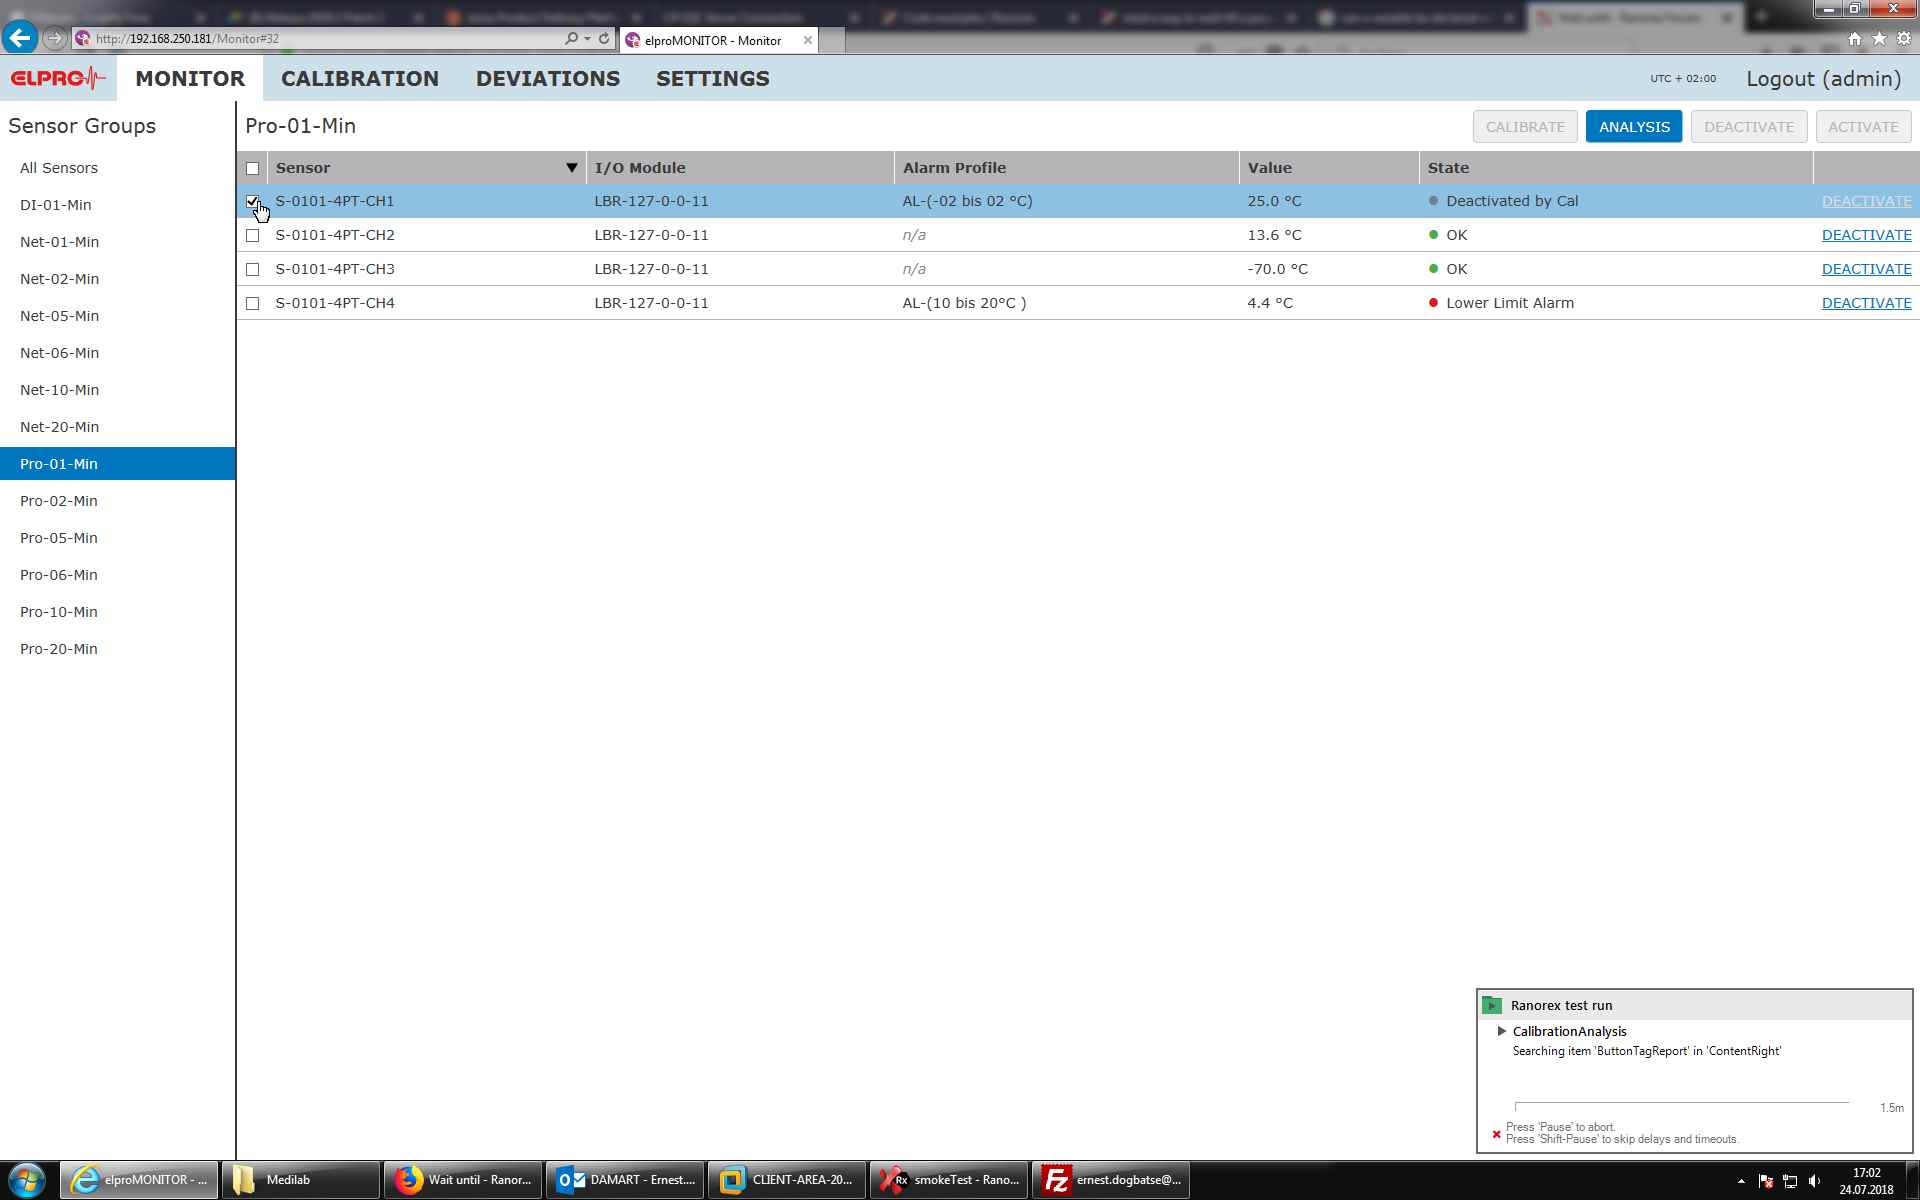 http://192.168.250.181/Monitor#32
elproMONITOR - Monitor
ELPRO
MONITOR
CALIBRATION
DEVIATIONS
SETTINGS
UTC + 02:00
Logout (admin)
Sensor Groups
All Sensors
DI-01-Min
Net-01-Min
Net-02-Min
Net-05-Min
Net-06-Min
Net-10-Min
Net-20-Min
Pro-01-Min
Pro-02-Min
Pro-05-Min
Pro-06-Min
Pro-10-Min
Pro-20-Min
Pro-01-Min
CALIBRATE
ANALYSIS
DEACTIVATE
ACTIVATE
Sensor I/O Module Alarm Profile Value State
S-0101-4PT-CH1 LBR-127-0-0-11 AL-(-02 bis 02 °C) 25.0 °C Deactivated by Cal DEACTIVATE
S-0101-4PT-CH2 LBR-127-0-0-11 n/a 13.6 °C OK DEACTIVATE
S-0101-4PT-CH3 LBR-127-0-0-11 n/a -70.0 °C OK DEACTIVATE
S-0101-4PT-CH4 LBR-127-0-0-11 AL-(10 bis 20°C ) 4.4 °C Lower Limit Alarm DEACTIVATE
Ranorex test run
CalibrationAnalysis
Searching item 'ButtonTagReport' in 'ContentRight'
1.5m
Press 'Pause' to abort.
Press 'Shift-Pause' to skip delays and timeouts.
elproMONITOR - ...
Medilab
Wait until - Ranor...
DAMART - Ernest....
CLIENT-AREA-20...
Rx
smokeTest - Rano...
Fz
ernest.dogbatse@...
17:02
24.07.2018